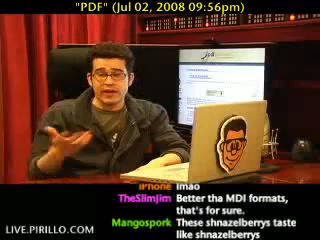 "PDF" (Jul 02, 2008 09:56pm)
iPhone lmao
TheSlimJim Better tha MDI formats,
that's for sure.
Mangospork These shnazelberrys taste
like shnazelberrys
LIVE.PIRILLO.COM